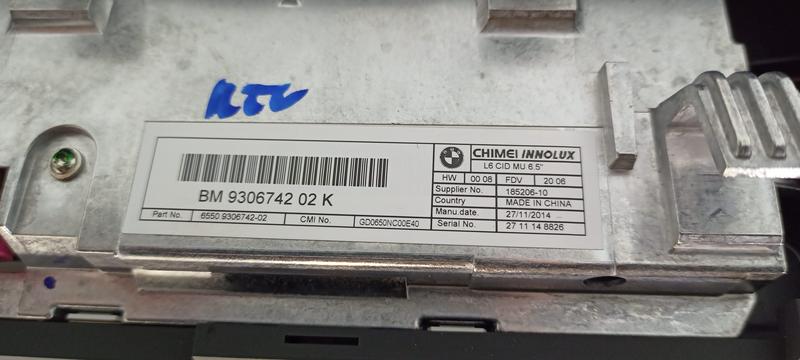 BM 9306742 02 K
Part No. 6550 9306742-02 CMI No. GD0650NC00E40
CHIMEI INNOLUX
L6 CID MU 6.5"
HW 00 08 FDV 20 06
Supplier No. 185206-10
Country MADE IN CHINA
Manu.date. 27/11/2014
Serial No. 27 11 14 8826